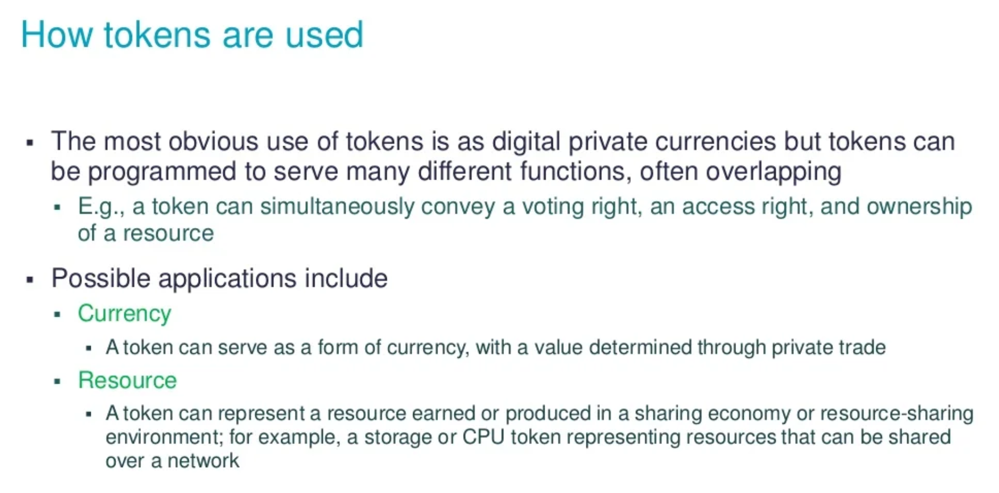 How tokens are used
▪ The most obvious use of tokens is as digital private currencies but tokens can
be programmed to serve many different functions, often overlapping
▪ E.g., a token can simultaneously convey a voting right, an access right, and ownership
of a resource
▪ Possible applications include
▪ Currency
▪ A token can serve as a form of currency, with a value determined through private trade
▪ Resource
▪ A token can represent a resource earned or produced in a sharing economy or resource-sharing
environment; for example, a storage or CPU token representing resources that can be shared
over a network